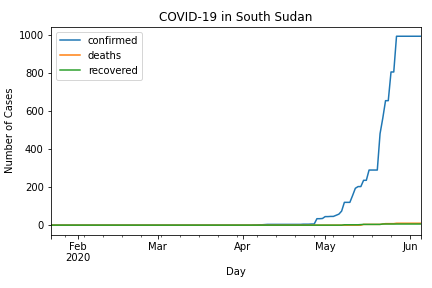 COVID-19 in South Sudan
confirmed
deaths
recovered
Number of Cases
1000
800
600
400
200
0
Feb Mar Apr May Jun
2020
Day